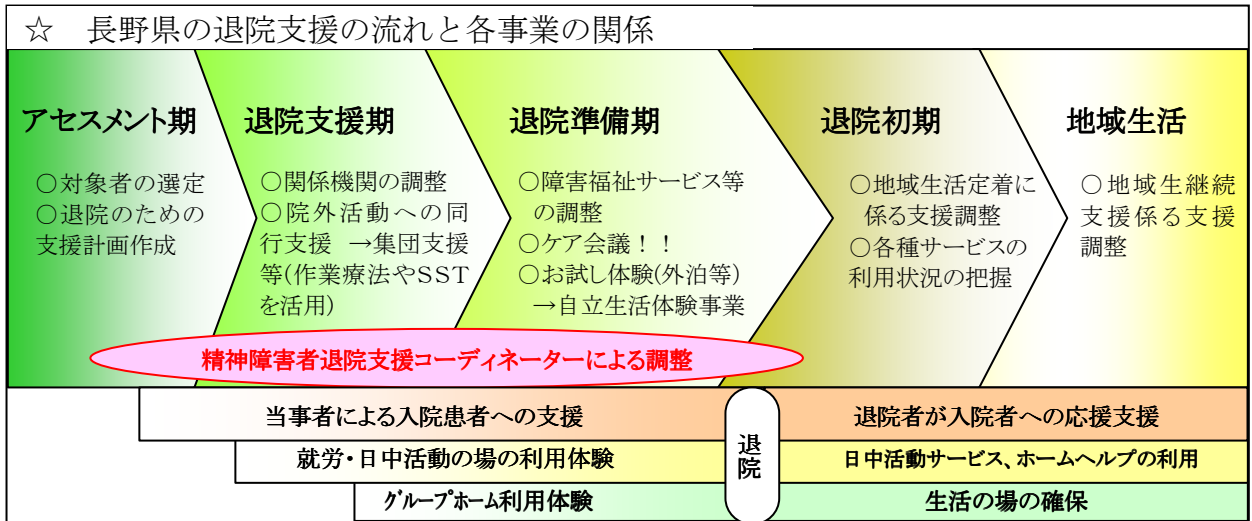 ☆ 長野県の退院支援の流れと各事業の関係
アセスメント期
○対象者の選定
○退院のための
支援計画作成
退院支援期
○関係機関の調整
○院外活動への同
行支援 →集団支援
等(作業療法やSST
を活用)
退院準備期
○障害福祉サービス等
の調整
○ケア会議！！
○お試し体験(外泊等)
→自立生活体験事業
退院初期
○地域生活定着に
係る支援調整
○各種サービスの
利用状況の把握
地域生活
○地域生継続
支援係る支援
調整
精神障害者退院支援コーディネーターによる調整
当事者による入院患者への支援
就労・日中活動の場の利用体験
グループホーム利用体験
退院
退院者が入院者への応援支援
日中活動サービス、ホームヘルプの利用
生活の場の確保